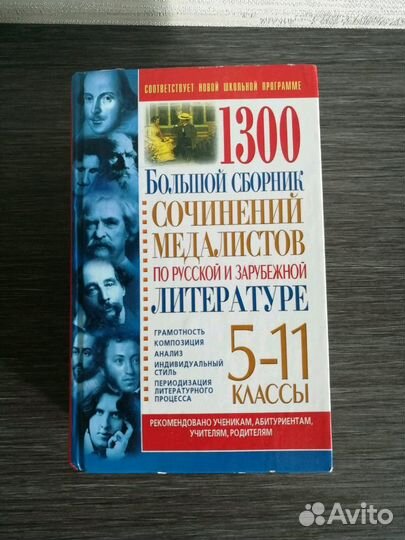 СООТВЕТСТВУЕТ НОВОЙ ШКОЛЬНОЙ ПРОГРАММЕ
1300
БОЛЬШОЙ СБОРНИК
СОЧИНЕНИЙ
МЕДАЛИСТОВ
ПО РУССКОЙ И ЗАРУБЕЖНОЙ
ЛИТЕРАТУРЕ
ГРАМОТНОСТЬ
КОМПОЗИЦИЯ
АНАЛИЗ
ИНДИВИДУАЛЬНЫЙ
СТИЛЬ
ПЕРИОДИЗАЦИЯ
ЛИТЕРАТУРНОГО
ПРОЦЕССА
5-11
КЛАССЫ
РЕКОМЕНДОВАНО УЧЕНИКАМ, АБИТУРИЕНТАМ,
УЧИТЕЛЯМ, РОДИТЕЛЯМ
Avito